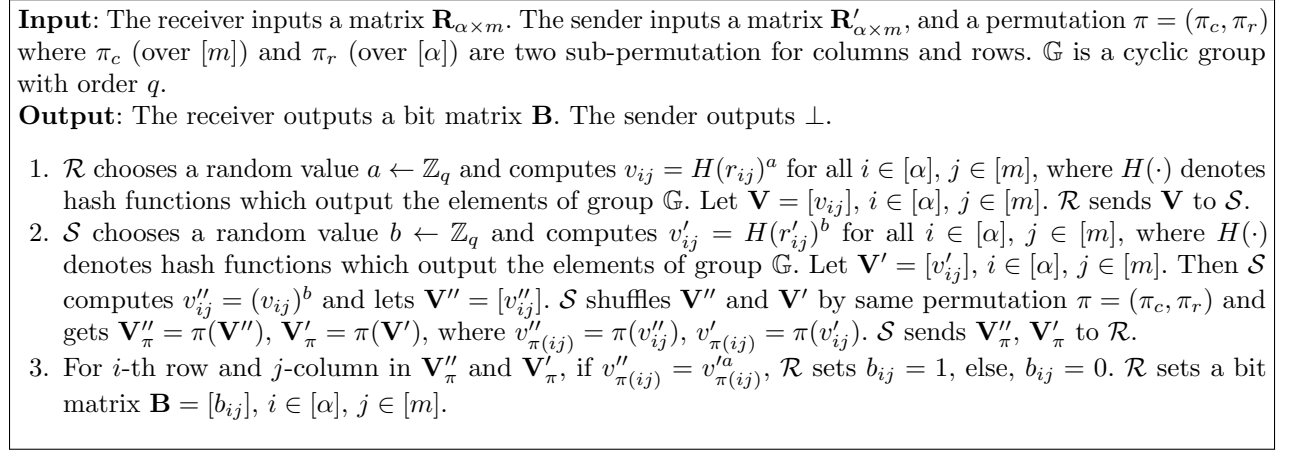 Input: The receiver inputs a matrix R_{α×m}. The sender inputs a matrix R′_{α×m}, and a permutation π = (π_c, π_r)
where π_c (over [m]) and π_r (over [α]) are two sub-permutation for columns and rows. 𝔾 is a cyclic group
with order q.
Output: The receiver outputs a bit matrix B. The sender outputs ⊥.
1. ℛ chooses a random value a ← ℤ_q and computes v_{ij} = H(r_{ij})^a for all i ∈ [α], j ∈ [m], where H(·) denotes
hash functions which output the elements of group 𝔾. Let V = [v_{ij}], i ∈ [α], j ∈ [m]. ℛ sends V to 𝒮.
2. 𝒮 chooses a random value b ← ℤ_q and computes v′_{ij} = H(r′_{ij})^b for all i ∈ [α], j ∈ [m], where H(·)
denotes hash functions which output the elements of group 𝔾. Let V′ = [v′_{ij}], i ∈ [α], j ∈ [m]. Then 𝒮
computes v″_{ij} = (v_{ij})^b and lets V″ = [v″_{ij}]. 𝒮 shuffles V″ and V′ by same permutation π = (π_c, π_r) and
gets V″_π = π(V″), V′_π = π(V′), where v″_{π(ij)} = π(v″_{ij}), v′_{π(ij)} = π(v′_{ij}). 𝒮 sends V″_π, V′_π to ℛ.
3. For i-th row and j-column in V″_π and V′_π, if v″_{π(ij)} = v′^a_{π(ij)}, ℛ sets b_{ij} = 1, else, b_{ij} = 0. ℛ sets a bit
matrix B = [b_{ij}], i ∈ [α], j ∈ [m].